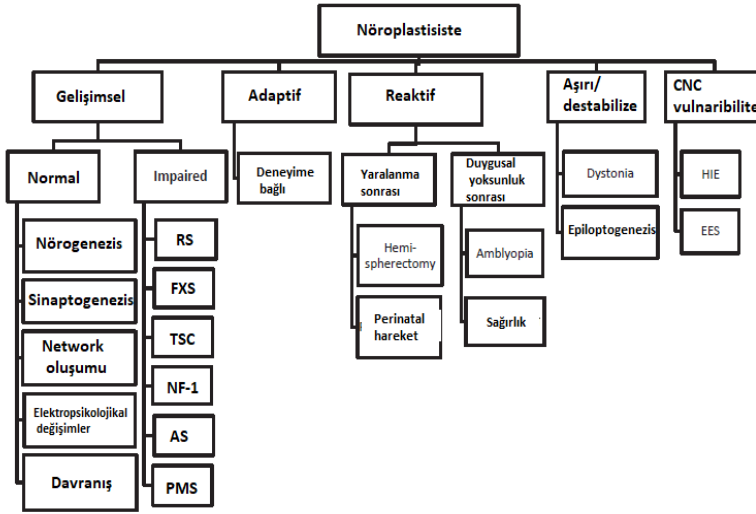 Nöroplastisiste
Gelişimsel
Adaptif
Reaktif
Aşırı/
destabilize
CNC
vulnaribilite
Normal
Impaired
Deneyime
bağlı
Yaralanma
sonrası
Duygusal
yoksunluk
sonrası
Dystonia
HIE
Nörogenezis
RS
Hemi-
spherectomy
Amblyopia
Epiloptogenezis
EES
Sinaptogenezis
FXS
Perinatal
hareket
Sağırlık
Network
oluşumu
TSC
Elektropsikolojikal
değişimler
NF-1
AS
Davranış
PMS